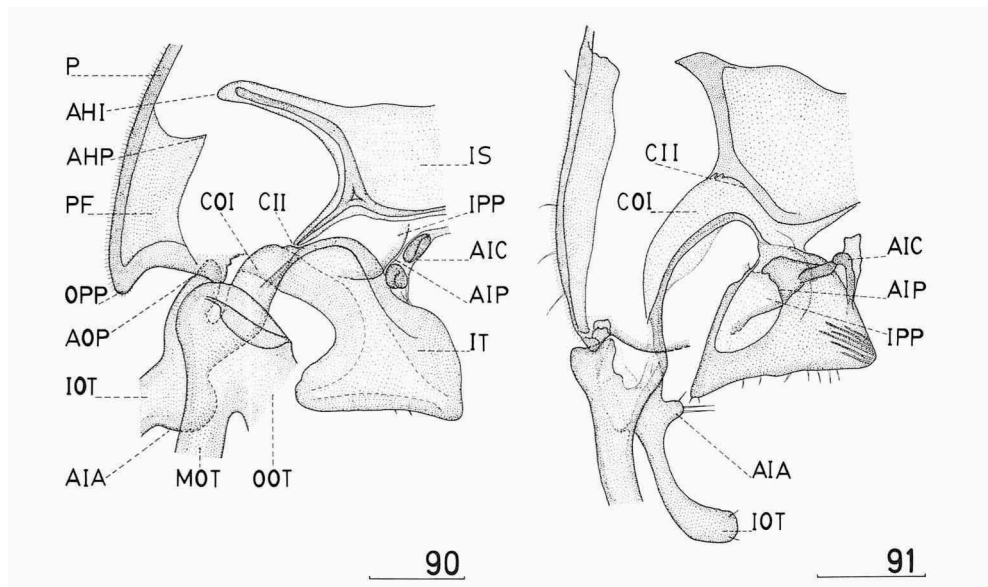 P
AHI
AHP
PF
COI
CII
IS
IPP
AIC
AIP
IT
OPP
AOP
IOT
AIA
MOT
OOT
90
CII
COI
AIC
AIP
IPP
AIA
IOT
91